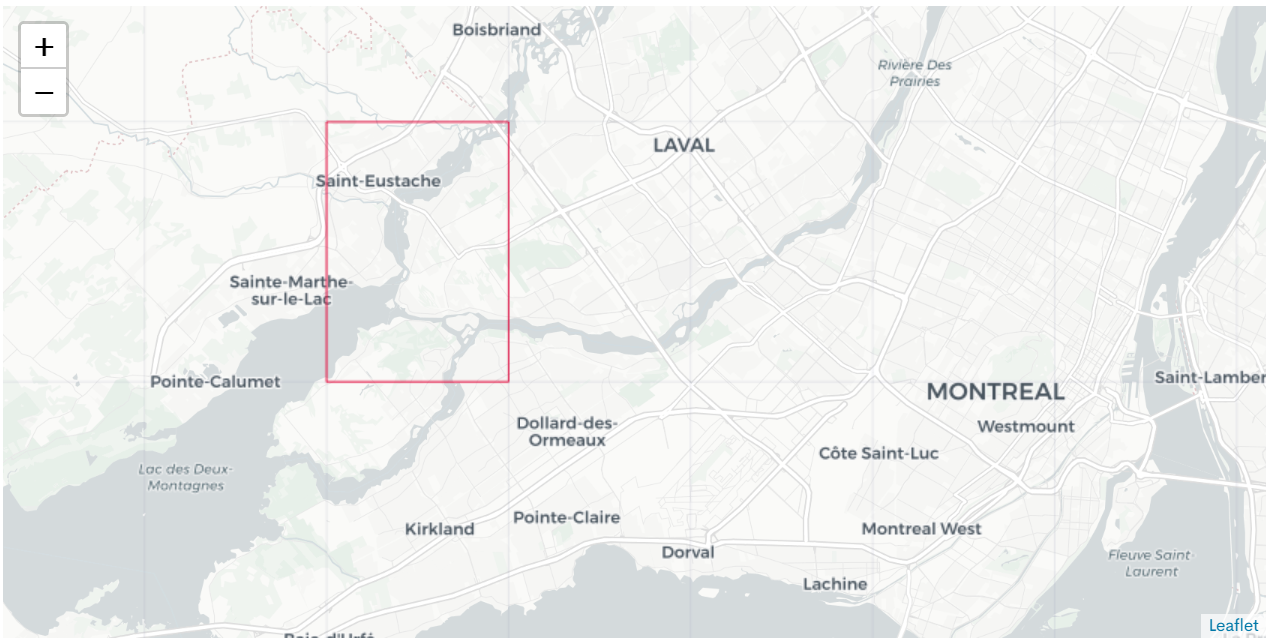 +
−
Boisbriand
Rivière Des
Prairies
LAVAL
Saint-Eustache
Sainte-Marthe-
sur-le-Lac
Pointe-Calumet
MONTREAL
Saint-Lamber
Westmount
Dollard-des-
Ormeaux
Côte Saint-Luc
Lac des Deux-
Montagnes
Kirkland
Pointe-Claire
Montreal West
Dorval
Fleuve Saint-
Laurent
Lachine
Leaflet